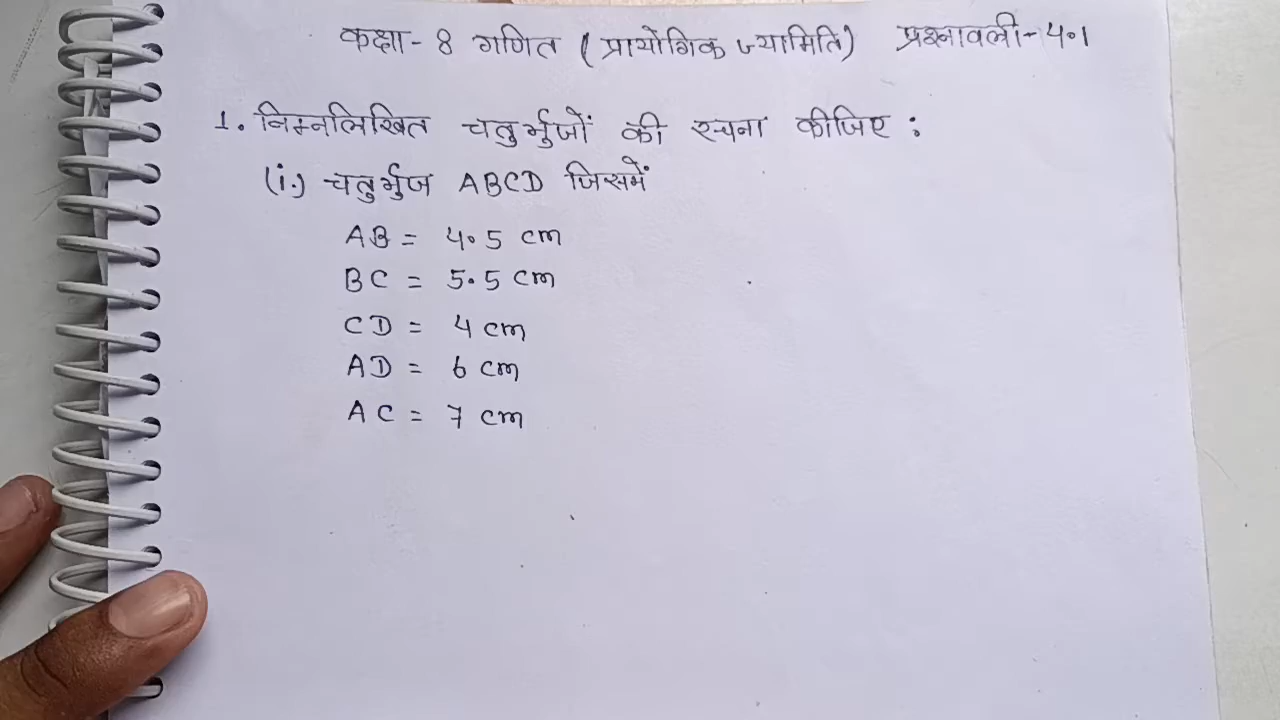 कक्षा- 8 गणित ( प्रायोगिक ज्यामिति) प्रश्नावली- 4.1
1. निम्नलिखित चतुर्भुजों की रचना कीजिए :
(i.) चतुर्भुज ABCD जिसमें
AB = 4.5 cm
BC = 5.5 cm
CD = 4 cm
AD = 6 cm
AC = 7 cm